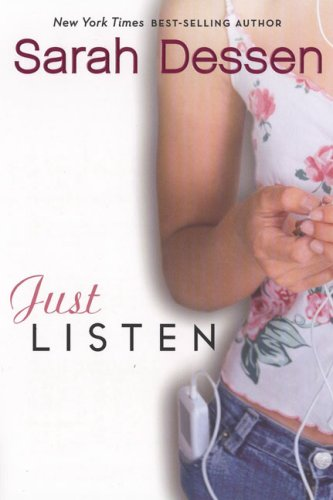 New York Times BEST-SELLING AUTHOR
Sarah Dessen
Just
LISTEN